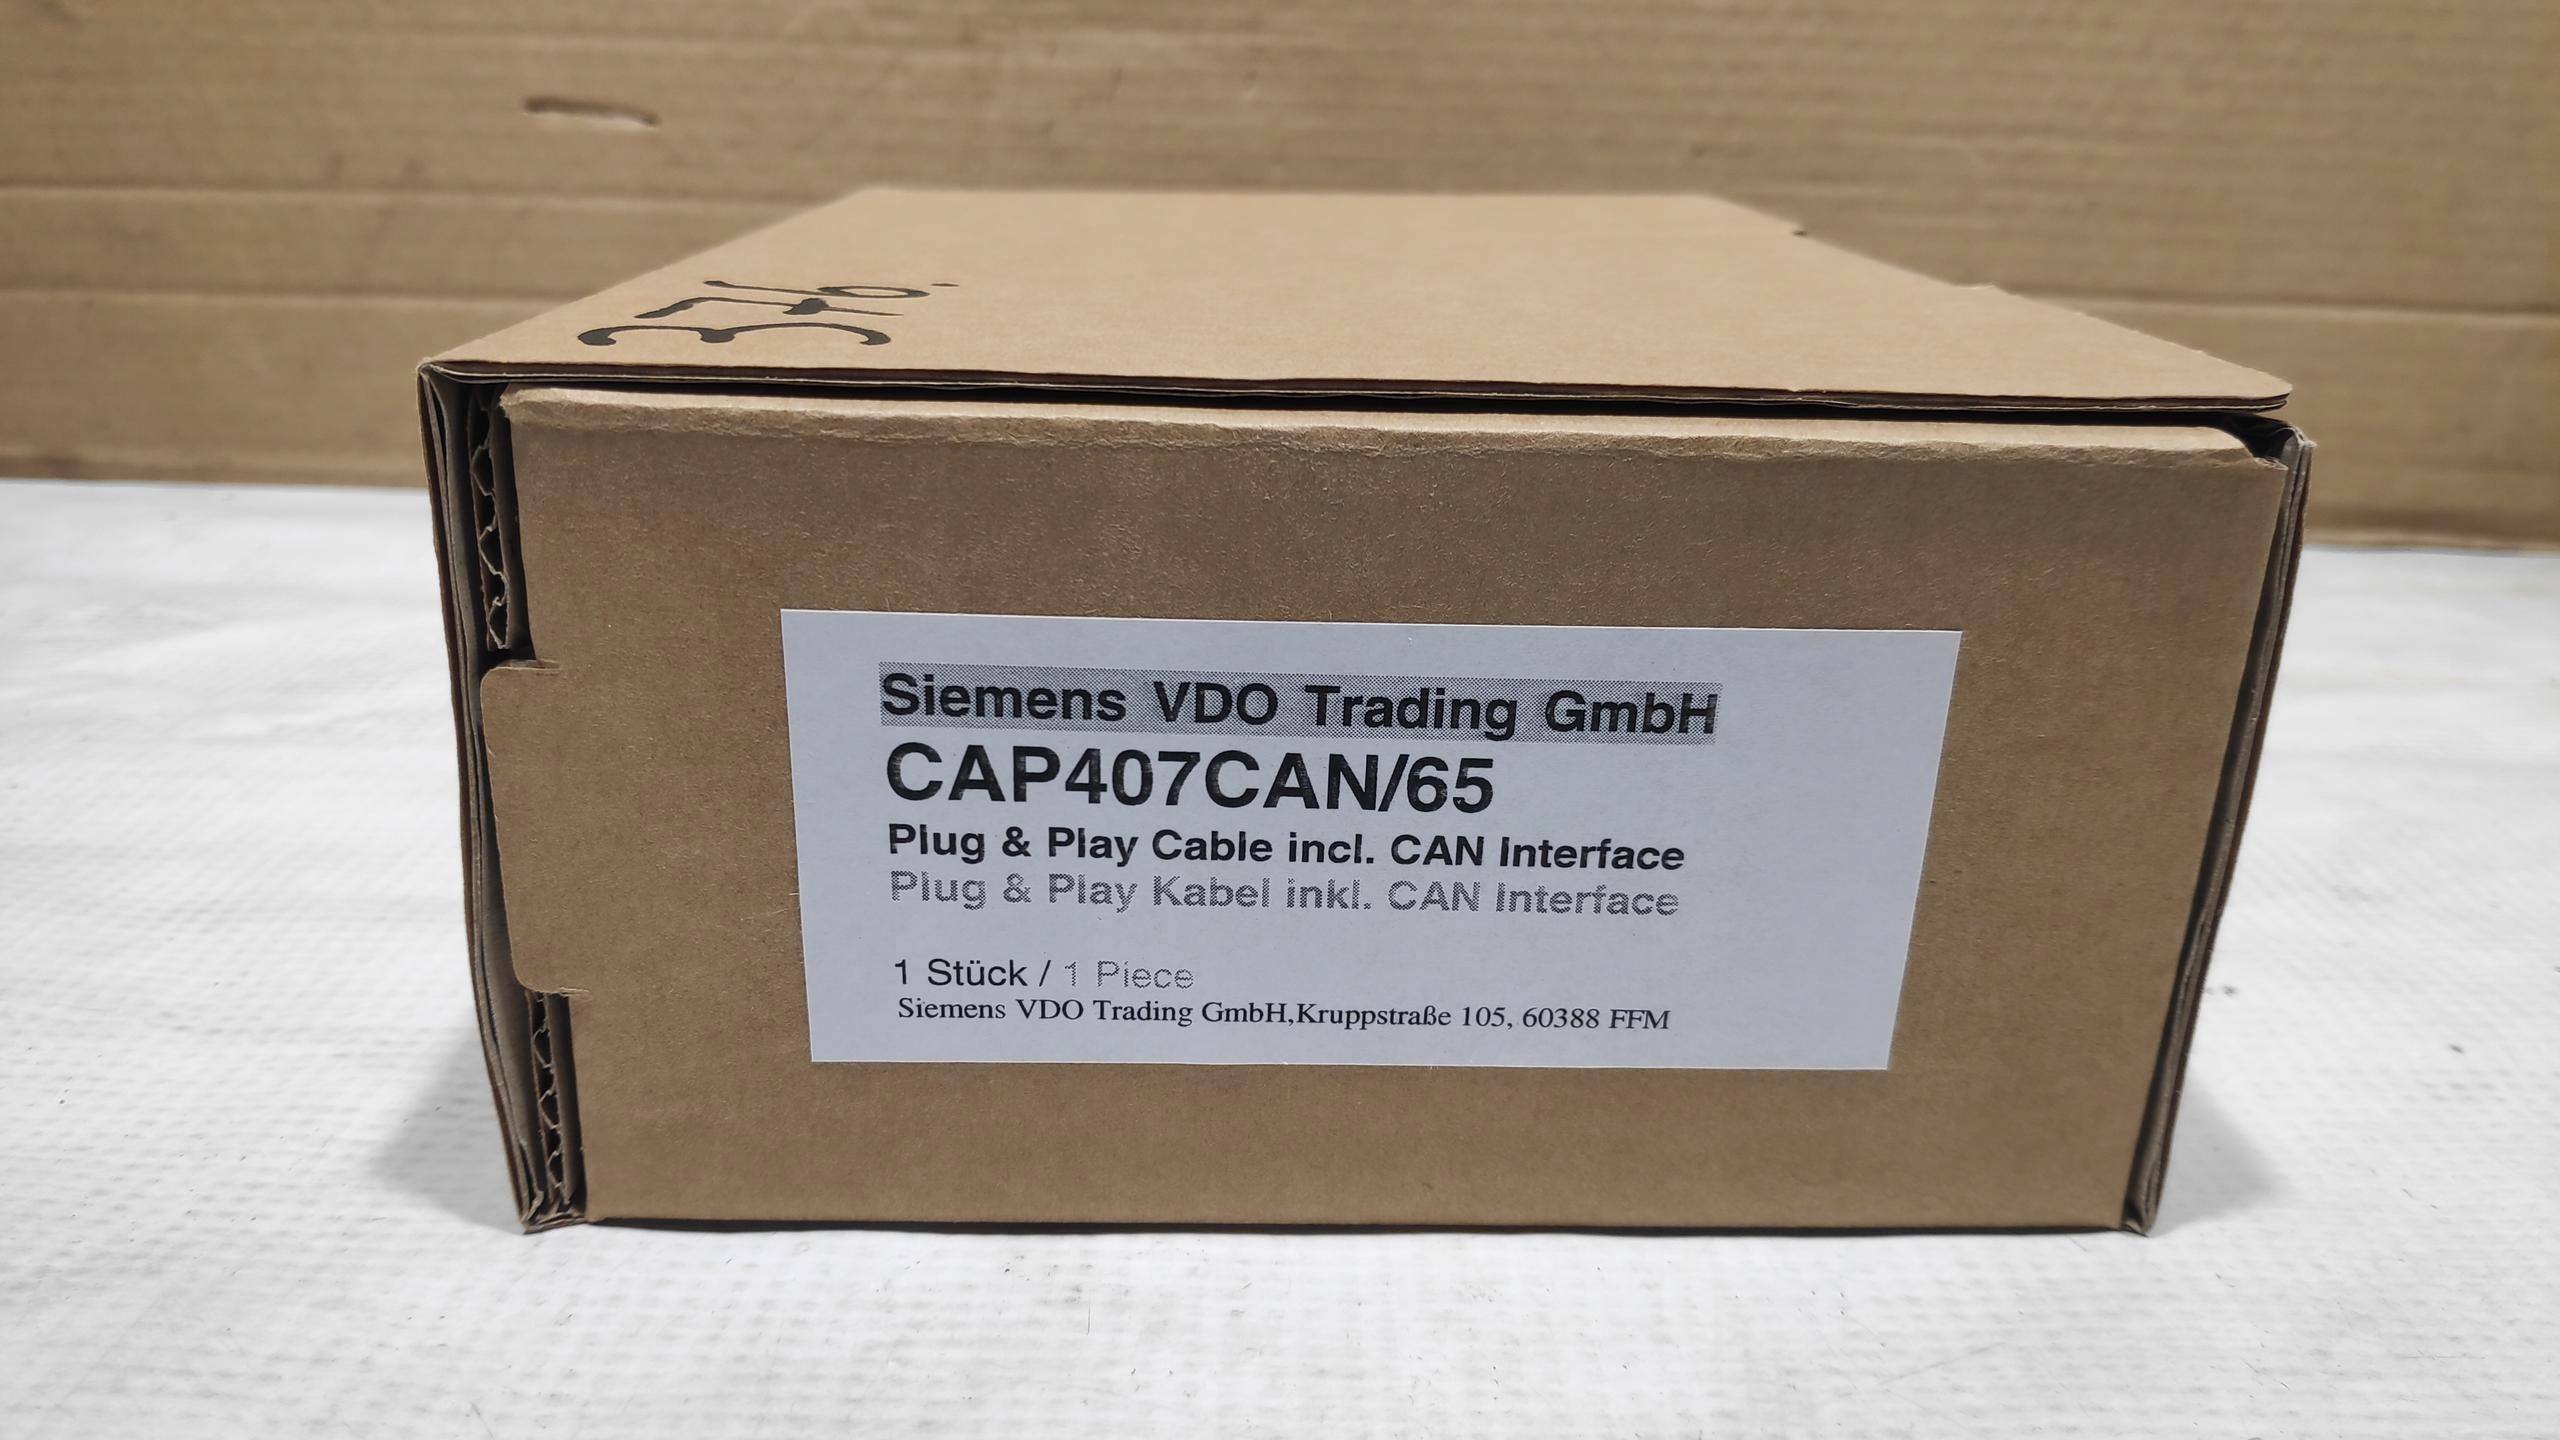 376.
Siemens VDO Trading GmbH
CAP407CAN/65
Plug & Play Cable incl. CAN Interface
Plug & Play Kabel inkl. CAN Interface
1 Stück / 1 Piece
Siemens VDO Trading GmbH,Kruppstraße 105, 60388 FFM